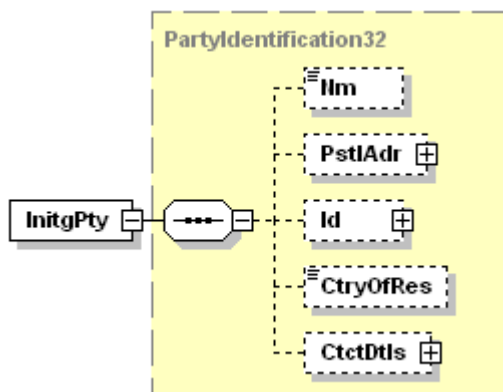 PartyIdentification32
Nm
PstlAdr
InitgPty
Id
CtryOfRes
CtctDtls